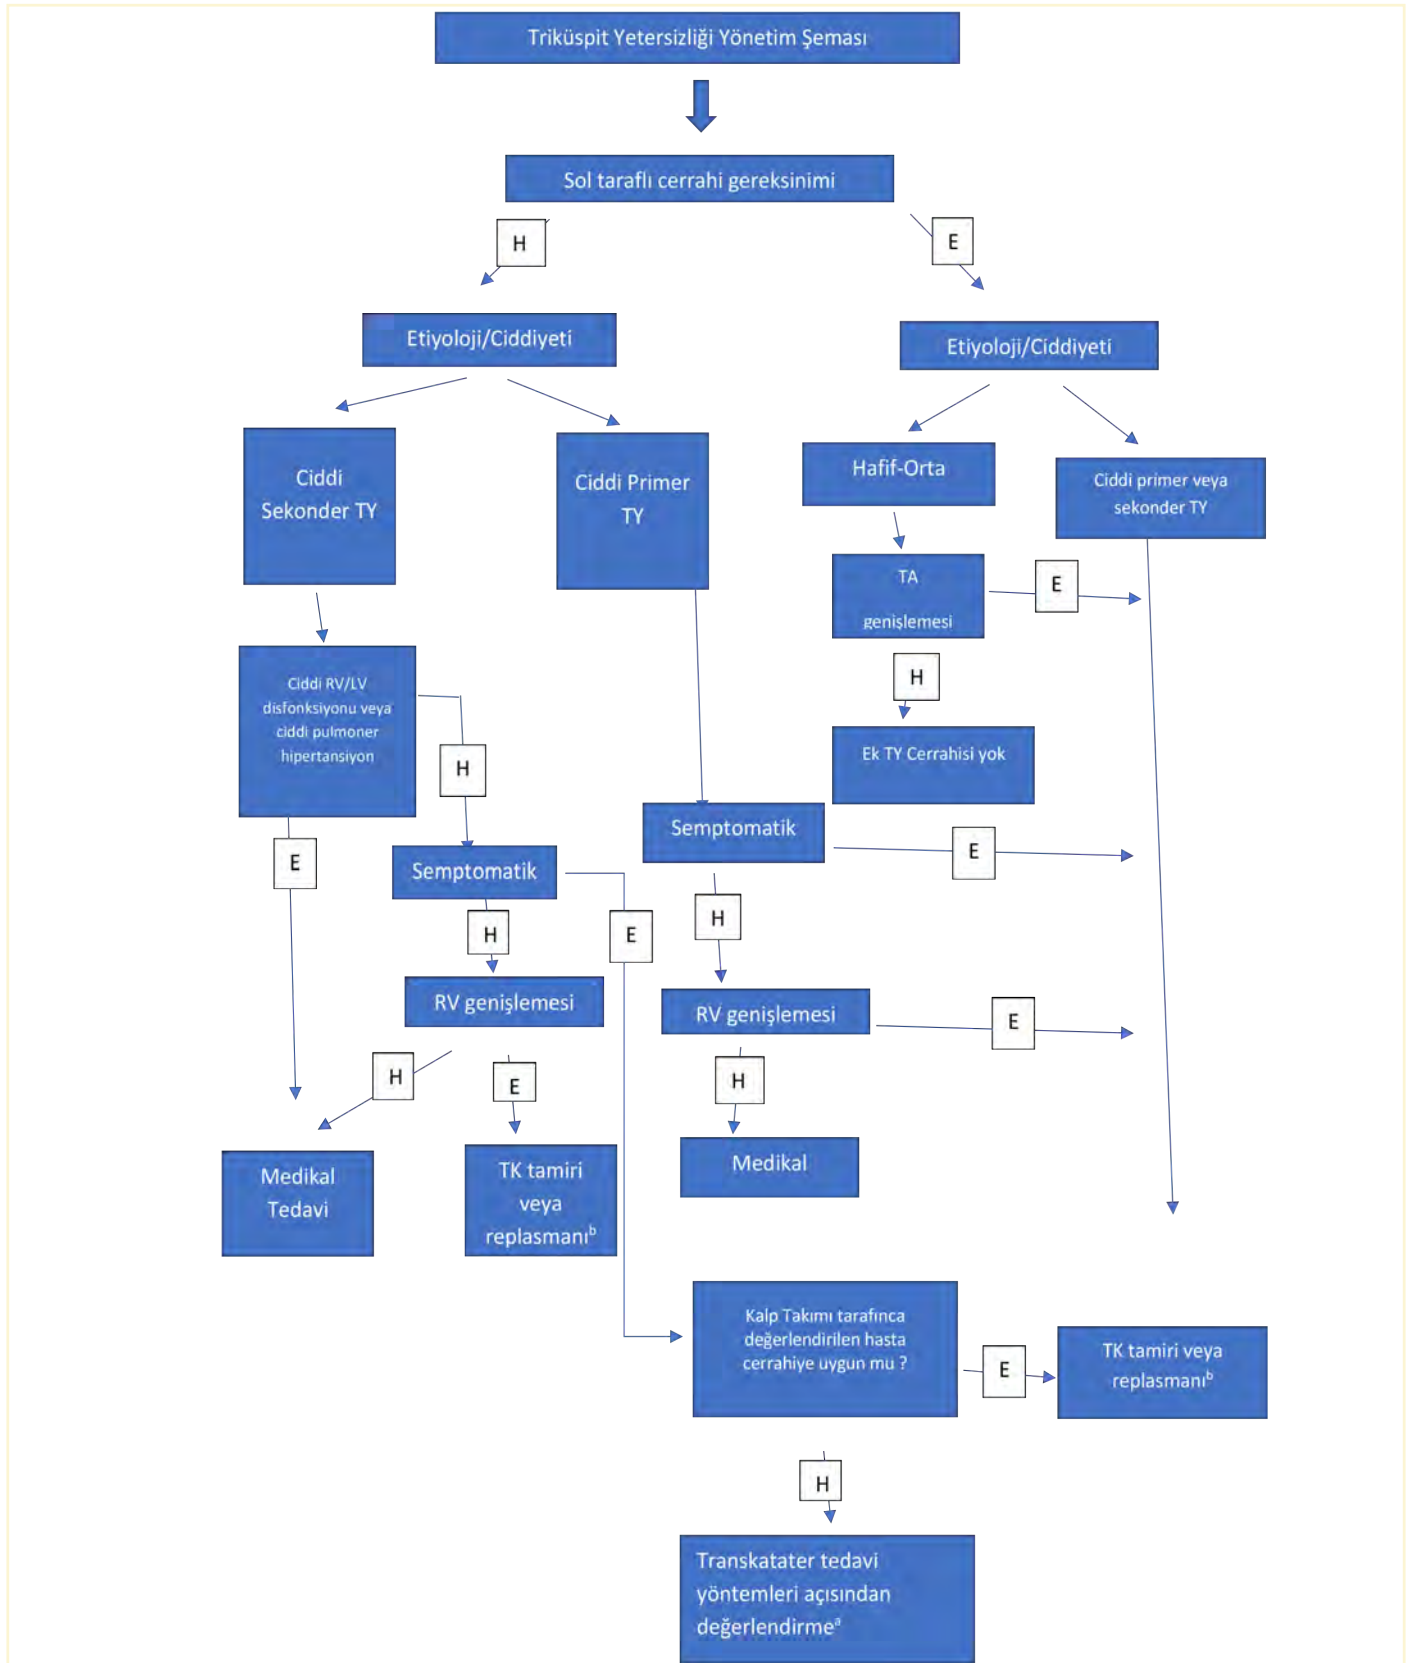 Triküspit Yetersizliği Yönetim Şeması
Sol taraflı cerrahi gereksinimi
H
E
Etiyoloji/Ciddiyeti
Etiyoloji/Ciddiyeti
Ciddi
Sekonder TY
Ciddi Primer
TY
Hafif-Orta
Ciddi primer veya
sekonder TY
TA
genişlemesi
E
Ciddi RV/LV
disfonksiyonu veya
ciddi pulmoner
hipertansiyon
H
H
Ek TY Cerrahisi yok
E
Semptomatik
Semptomatik
E
H
E
H
RV genişlemesi
RV genişlemesi
E
H
E
H
Medikal
Tedavi
TK tamiri
veya
replasmanıᵇ
Medikal
Kalp Takımı tarafınca
değerlendirilen hasta
cerrahiye uygun mu ?
E
TK tamiri veya
replasmanıᵇ
H
Transkatater tedavi
yöntemleri açısından
değerlendirmeᵃ